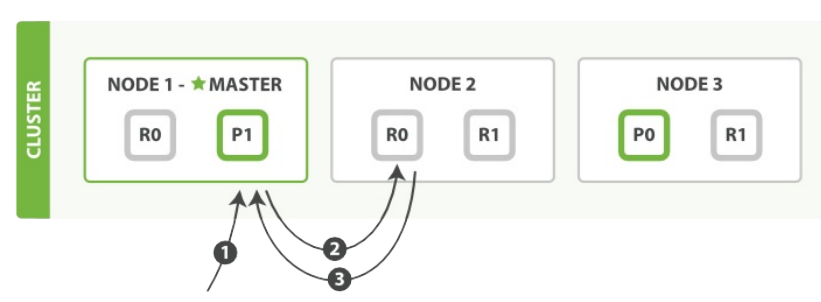 CLUSTER
NODE 1 - ★ MASTER
R0
P1
NODE 2
R0
R1
NODE 3
P0
R1
1
2
3